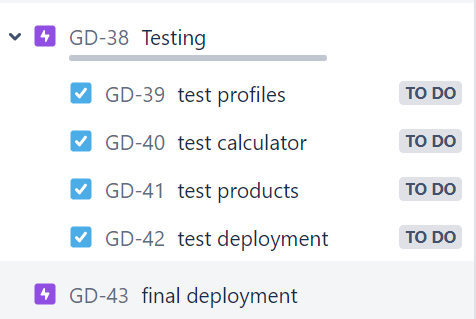 GD-38 Testing
GD-39 test profiles TO DO
GD-40 test calculator TO DO
GD-41 test products TO DO
GD-42 test deployment TO DO
GD-43 final deployment